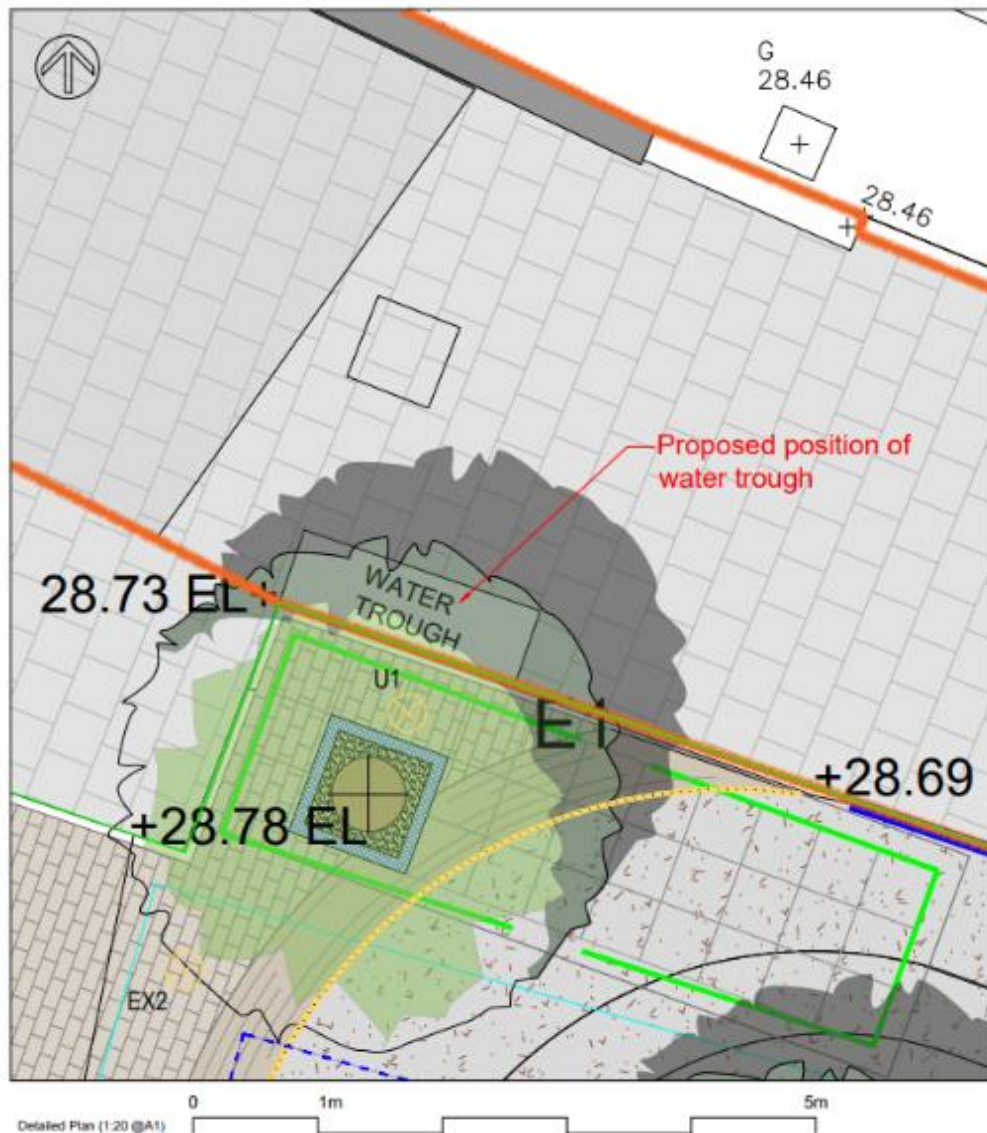 G
28.46
28.46
Proposed position of
water trough
WATER
TROUGH
28.73 EL+
U1
E 1
+28.69
+28.78 EL
EX2
0 1m 5m
Detailed Plan (1:20 @A1)